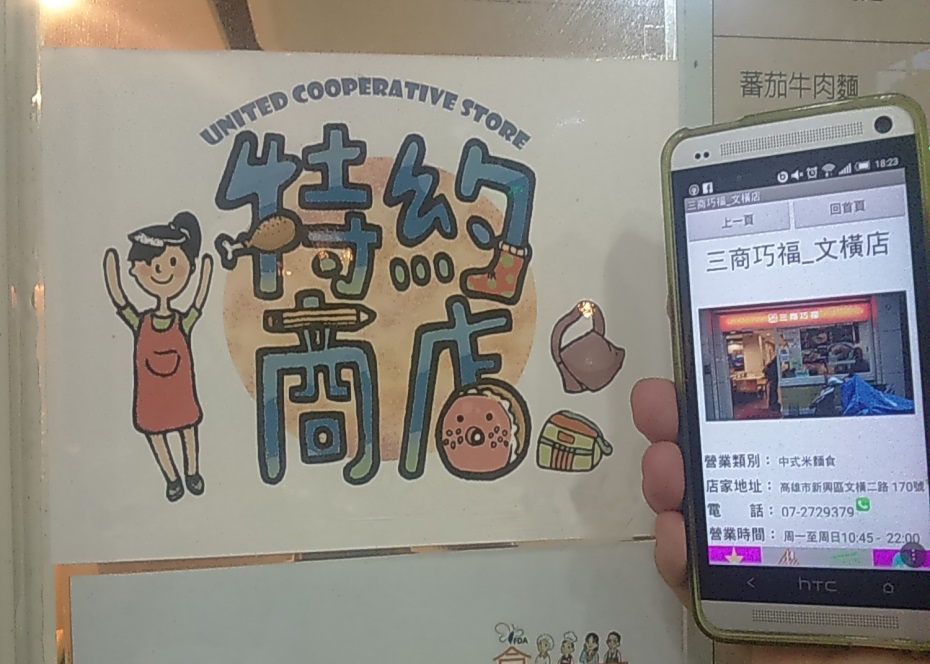 UNITED COOPERATIVE STORE
特約
商店
蕃茄牛肉麵
18:23
三商巧福_文橫店
上一頁
回首頁
三商巧福_文橫店
三商巧福
營業類別： 中式米麵食
店家地址： 高雄市新興區文橫二路 170號
電 話： 07-2729379
營業時間： 周一至周日10:45 - 22:00
hTC
FDA